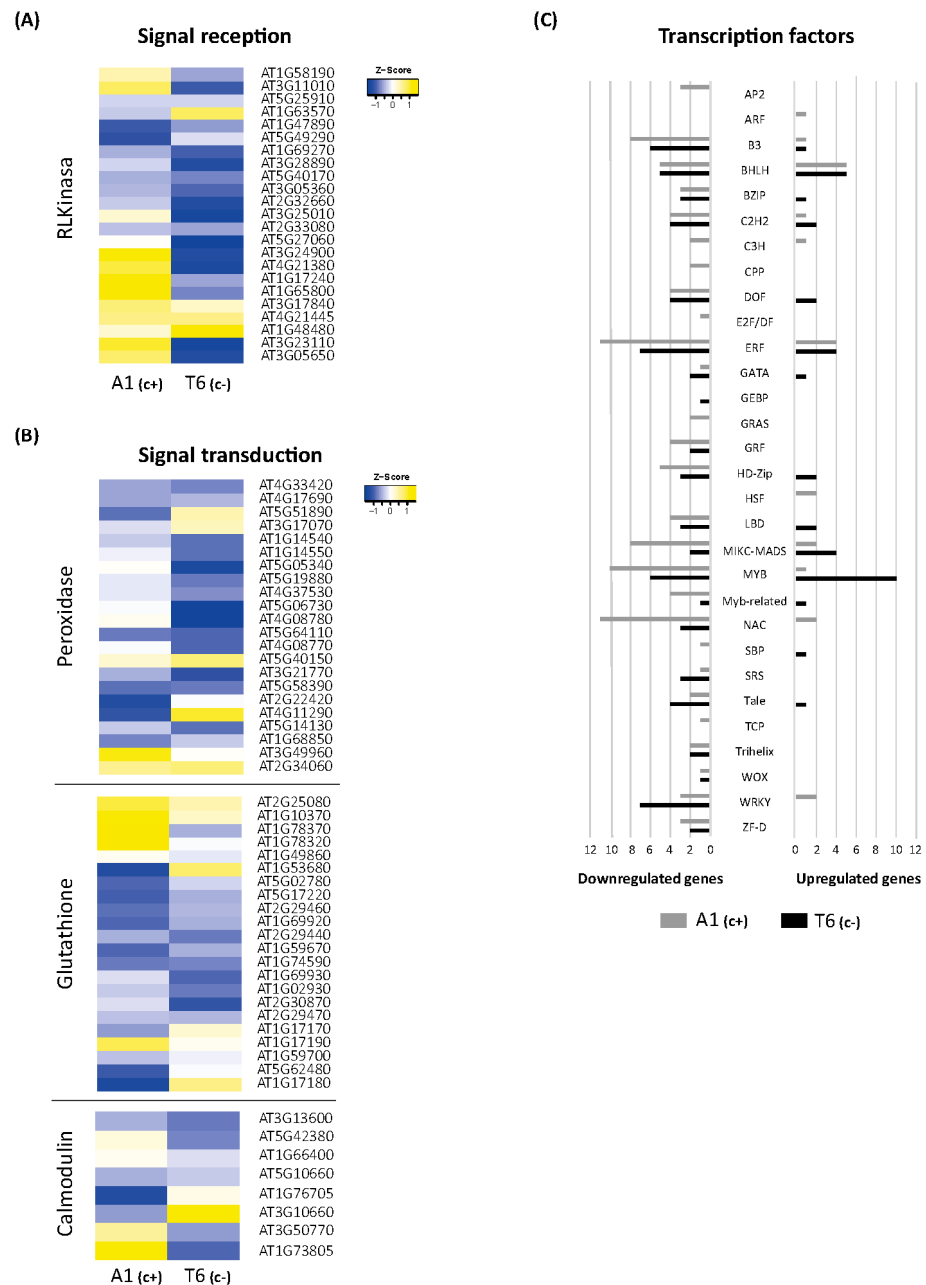 (A)
Signal reception
Z-Score
-1 0 1
RLKinasa
AT1G58190
AT3G11010
AT5G25910
AT1G63570
AT1G47890
AT5G49290
AT1G69270
AT3G28890
AT5G40170
AT3G05360
AT2G32660
AT3G25010
AT2G33080
AT5G27060
AT3G24900
AT4G21380
AT1G17240
AT1G65800
AT3G17840
AT4G21445
AT1G48480
AT3G23110
AT3G05650
A1 (c+) T6 (c-)
(B)
Signal transduction
Z-Score
-1 0 1
Peroxidase
AT4G33420
AT4G17690
AT5G51890
AT3G17070
AT1G14540
AT1G14550
AT5G05340
AT5G19880
AT4G37530
AT5G06730
AT4G08780
AT5G64110
AT4G08770
AT5G40150
AT3G21770
AT5G58390
AT2G22420
AT4G11290
AT5G14130
AT1G68850
AT3G49960
AT2G34060
Glutathione
AT2G25080
AT1G10370
AT1G78370
AT1G78320
AT1G49860
AT1G53680
AT5G02780
AT5G17220
AT2G29460
AT1G69920
AT2G29440
AT1G59670
AT1G74590
AT1G69930
AT1G02930
AT2G30870
AT2G29470
AT1G17170
AT1G17190
AT1G59700
AT5G62480
AT1G17180
Calmodulin
AT3G13600
AT5G42380
AT1G66400
AT5G10660
AT1G76705
AT3G10660
AT3G50770
AT1G73805
A1 (c+) T6 (c-)
(C)
Transcription factors
AP2
ARF
B3
BHLH
BZIP
C2H2
C3H
CPP
DOF
E2F/DF
ERF
GATA
GEBP
GRAS
GRF
HD-Zip
HSF
LBD
MIKC-MADS
MYB
Myb-related
NAC
SBP
SRS
Tale
TCP
Trihelix
WOX
WRKY
ZF-D
12 10 8 6 4 2 0 0 2 4 6 8 10 12
Downregulated genes Upregulated genes
A1 (c+) T6 (c-)